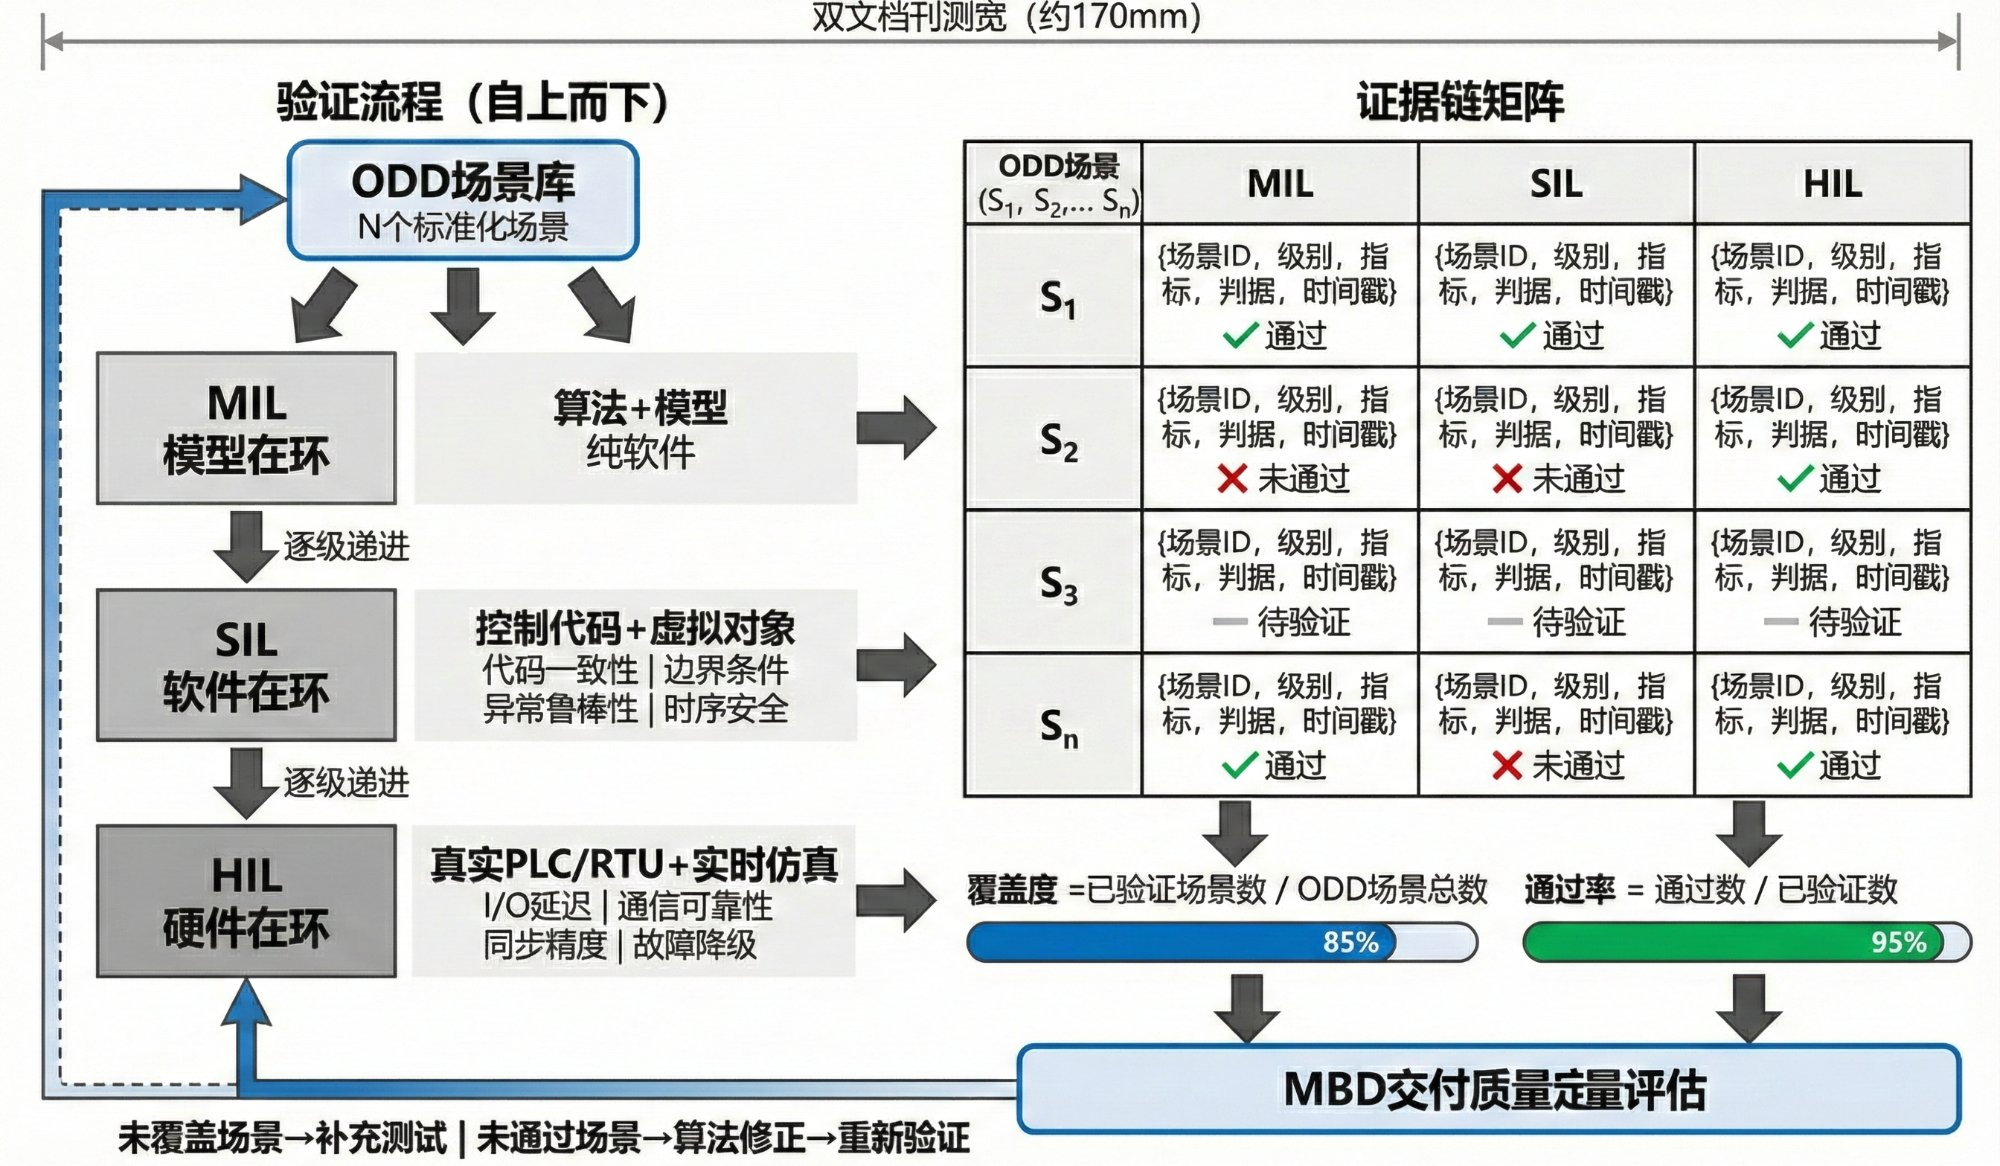 双文档刊测宽（约170mm）
验证流程（自上而下）
ODD场景库
N个标准化场景
MIL
模型在环
算法+模型
纯软件
逐级递进
SIL
软件在环
控制代码+虚拟对象
代码一致性 | 边界条件
异常鲁棒性 | 时序安全
逐级递进
HIL
硬件在环
真实PLC/RTU+实时仿真
I/O延迟 | 通信可靠性
同步精度 | 故障降级
未覆盖场景→补充测试 | 未通过场景→算法修正→重新验证
证据链矩阵
ODD场景
(S₁, S₂,... Sₙ)
MIL
SIL
HIL
S₁
{场景ID，级别，指
标，判据，时间戳}
✓ 通过
{场景ID，级别，指
标，判据，时间戳}
✓ 通过
{场景ID，级别，指
标，判据，时间戳}
✓ 通过
S₂
{场景ID，级别，指
标，判据，时间戳}
✗ 未通过
{场景ID，级别，指
标，判据，时间戳}
✗ 未通过
{场景ID，级别，指
标，判据，时间戳}
✓ 通过
S₃
{场景ID，级别，指
标，判据，时间戳}
— 待验证
{场景ID，级别，指
标，判据，时间戳}
— 待验证
{场景ID，级别，指
标，判据，时间戳}
— 待验证
Sₙ
{场景ID，级别，指
标，判据，时间戳}
✓ 通过
{场景ID，级别，指
标，判据，时间戳}
✗ 未通过
{场景ID，级别，指
标，判据，时间戳}
✓ 通过
覆盖度 =已验证场景数 / ODD场景总数
85%
通过率 = 通过数 / 已验证数
95%
MBD交付质量定量评估